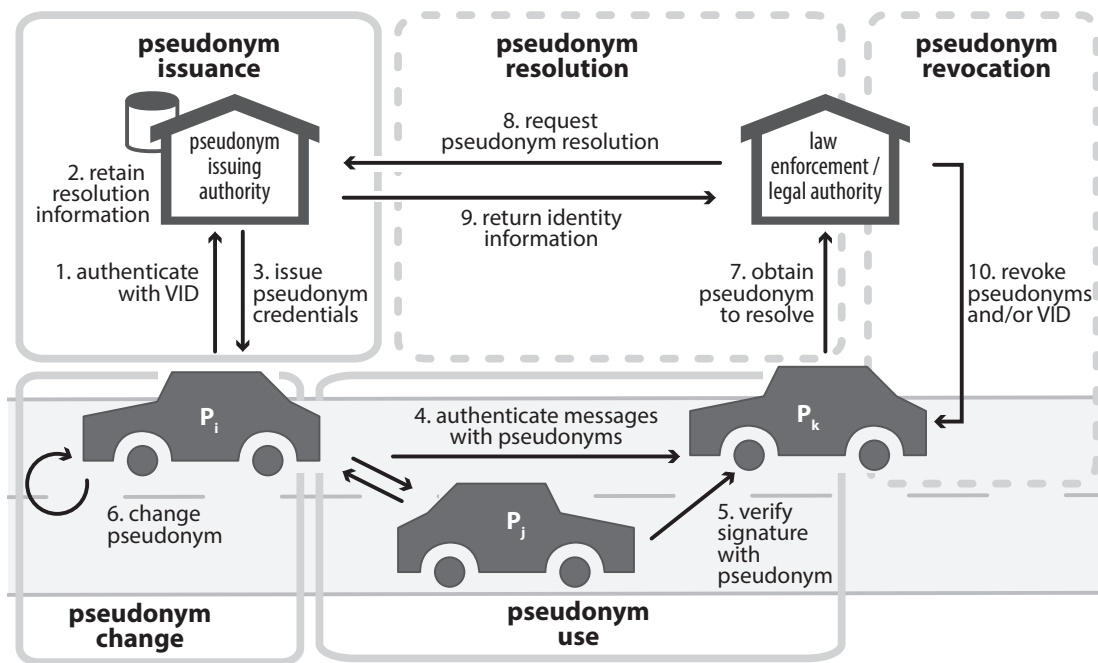 pseudonym
issuance
pseudonym
resolution
pseudonym
revocation
pseudonym
issuing
authority
2. retain
resolution
information
8. request
pseudonym resolution
law
enforcement /
legal authority
9. return identity
information
1. authenticate
with VID
3. issue
pseudonym
credentials
7. obtain
pseudonym
to resolve
10. revoke
pseudonyms
and/or VID
Pi
4. authenticate messages
with pseudonyms
Pk
6. change
pseudonym
Pj
5. verify
signature
with
pseudonym
pseudonym
change
pseudonym
use